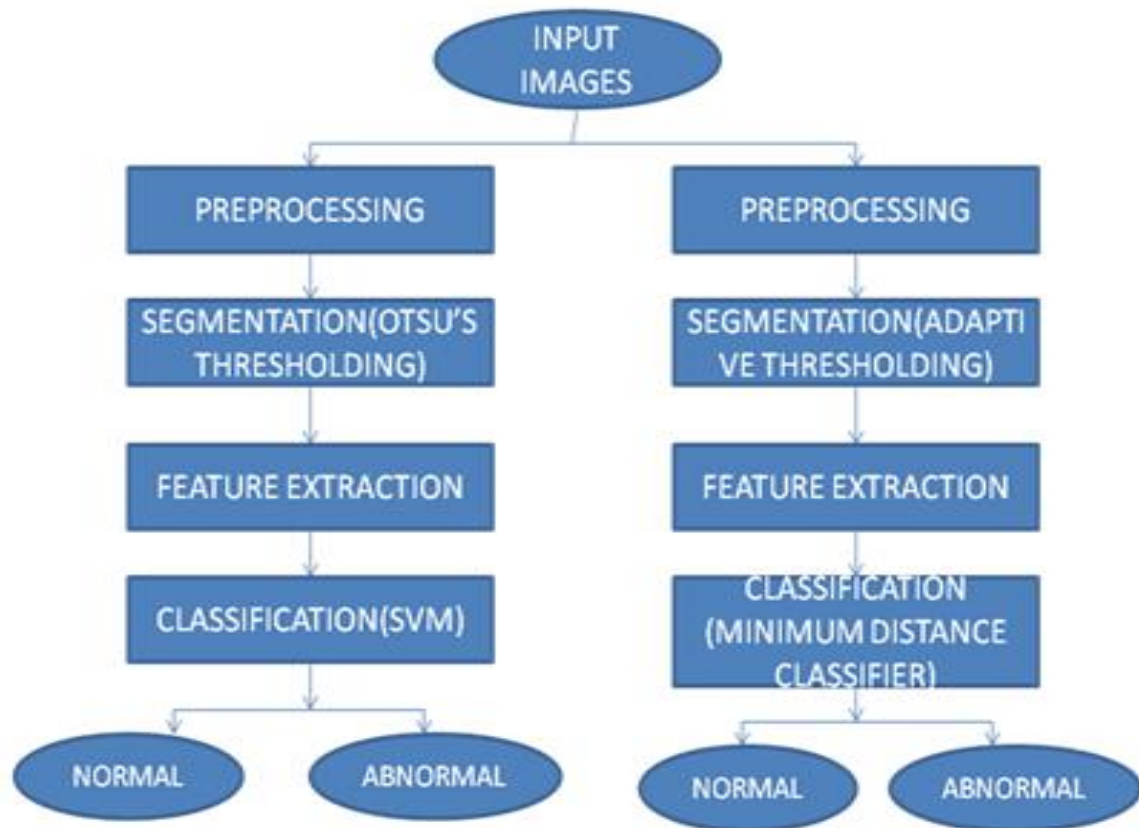 INPUT
IMAGES
PREPROCESSING
PREPROCESSING
SEGMENTATION(OTSU'S
THRESHOLDING)
SEGMENTATION(ADAPTI
VE THRESHOLDING)
FEATURE EXTRACTION
FEATURE EXTRACTION
CLASSIFICATION(SVM)
CLASSIFICATION
(MINIMUM DISTANCE
CLASSIFIER)
NORMAL
ABNORMAL
NORMAL
ABNORMAL